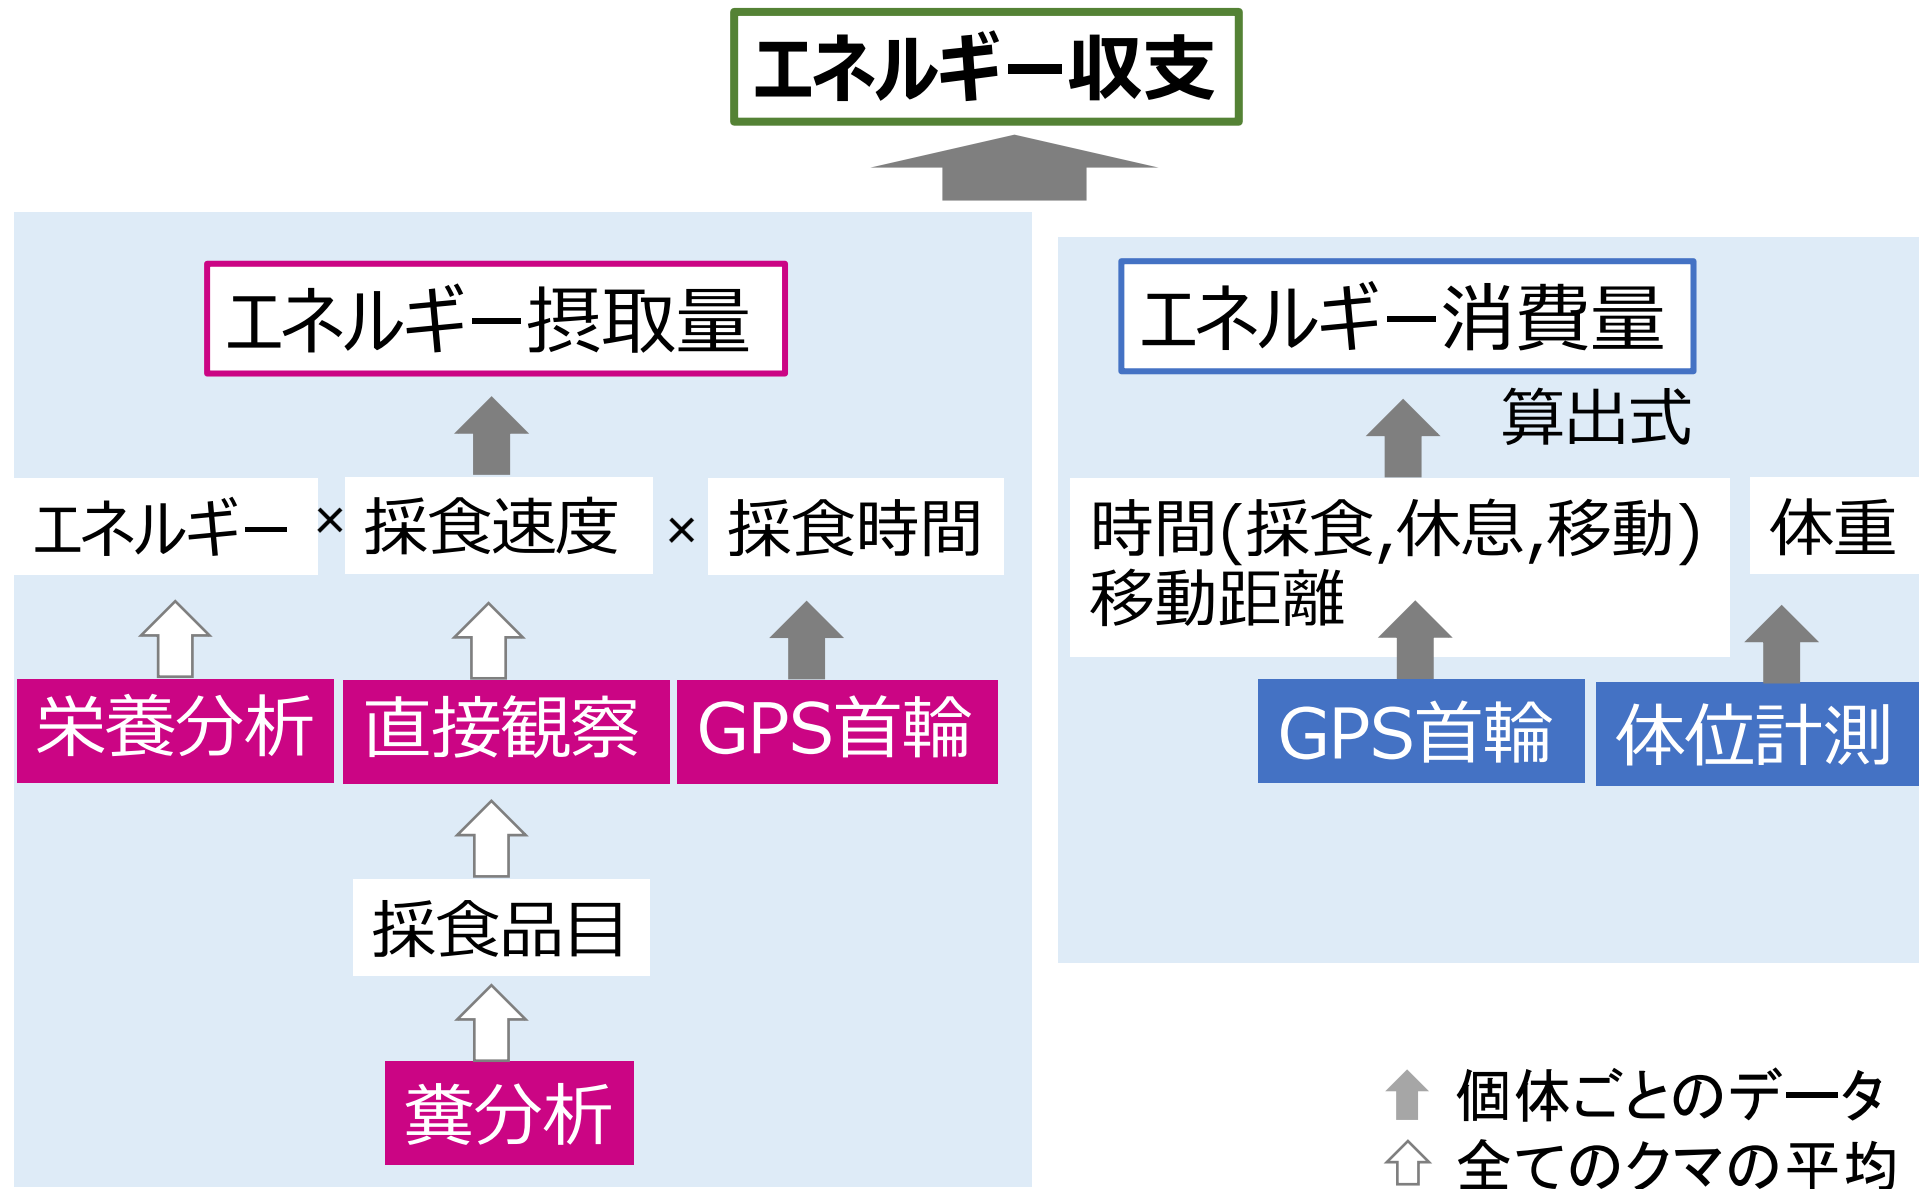 エネルギー収支
エネルギー摂取量
エネルギー × 採食速度 × 採食時間
栄養分析
直接観察
GPS首輪
採食品目
糞分析
エネルギー消費量
算出式
時間(採食,休息,移動)
移動距離
体重
GPS首輪
体位計測
個体ごとのデータ
全てのクマの平均